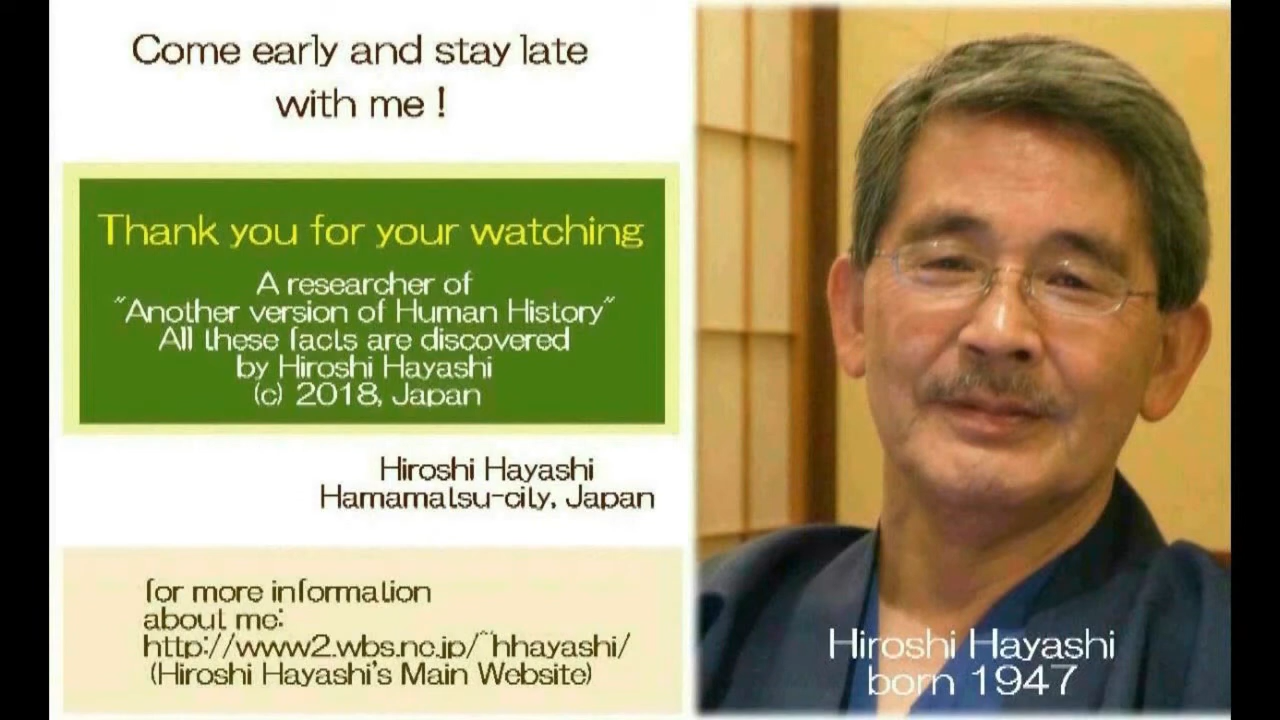 Come early and stay late
with me !
Thank you for your watching
A researcher of
"Another version of Human History"
All these facts are discovered
by Hiroshi Hayashi
(c) 2018, Japan
Hiroshi Hayashi
Hamamatsu-city, Japan
for more information
about me:
http://www2.wbs.ne.jp/~hhayashi/
(Hiroshi Hayashi's Main Website)
Hiroshi Hayashi
born 1947